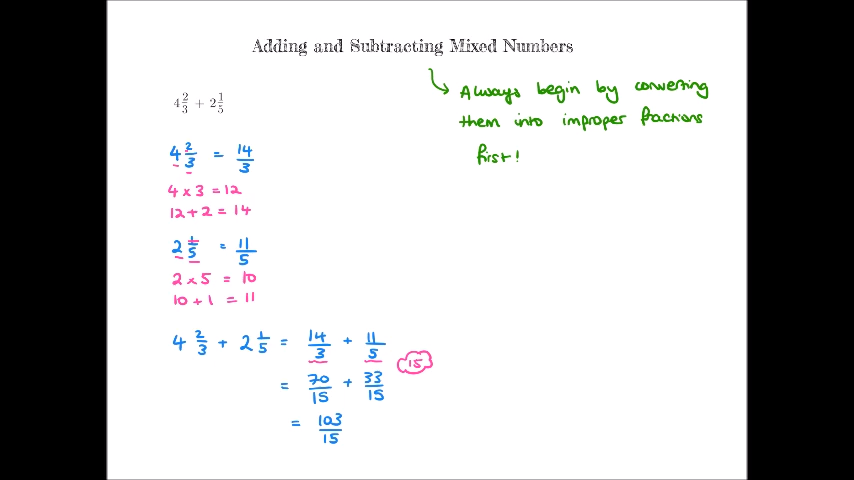 Adding and Subtracting Mixed Numbers
Always begin by converting
them into improper fractions
first!
4 2/3 + 2 1/5
4 2/3 = 14/3
4 x 3 = 12
12 + 2 = 14
2 1/5 = 11/5
2 x 5 = 10
10 + 1 = 11
4 2/3 + 2 1/5 = 14/3 + 11/5
15
= 70/15 + 33/15
= 103/15